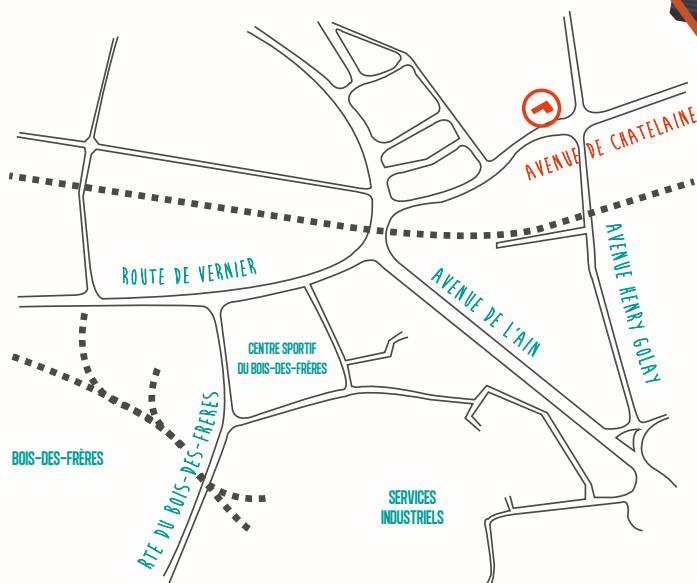 AVENUE DE CHATELAINE
AVENUE HENRY GOLAY
ROUTE DE VERNIER
AVENUE DE L'AIN
CENTRE SPORTIF
DU BOIS-DES-FRÈRES
RTE DU BOIS-DES-FRERES
BOIS-DES-FRÈRES
SERVICES
INDUSTRIELS